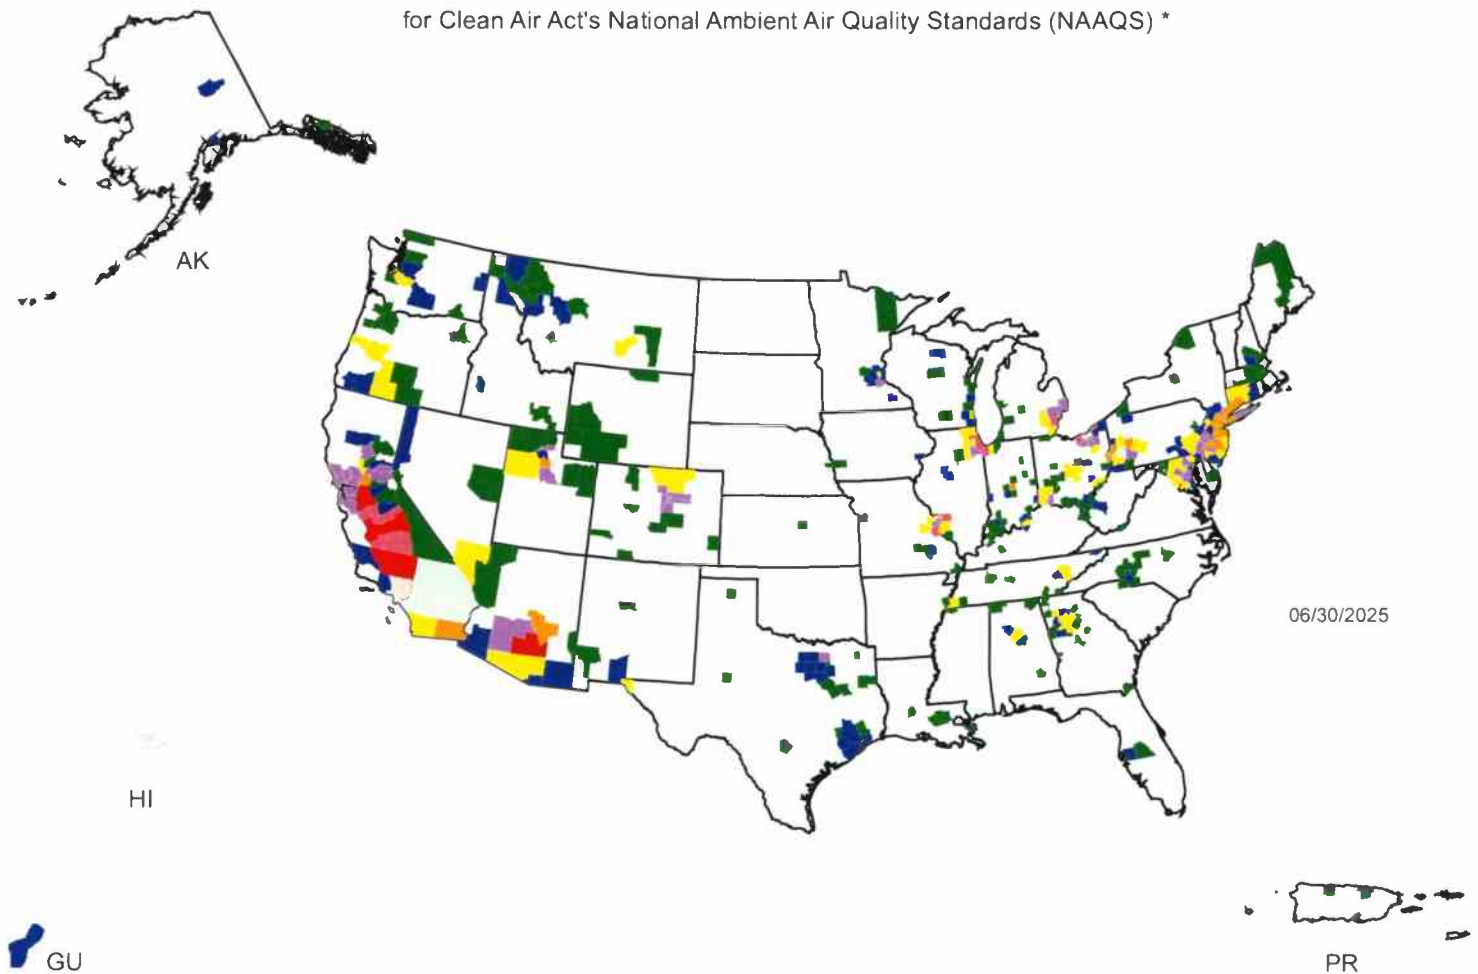 for Clean Air Act's National Ambient Air Quality Standards (NAAQS) *
AK
06/30/2025
HI
GU
PR